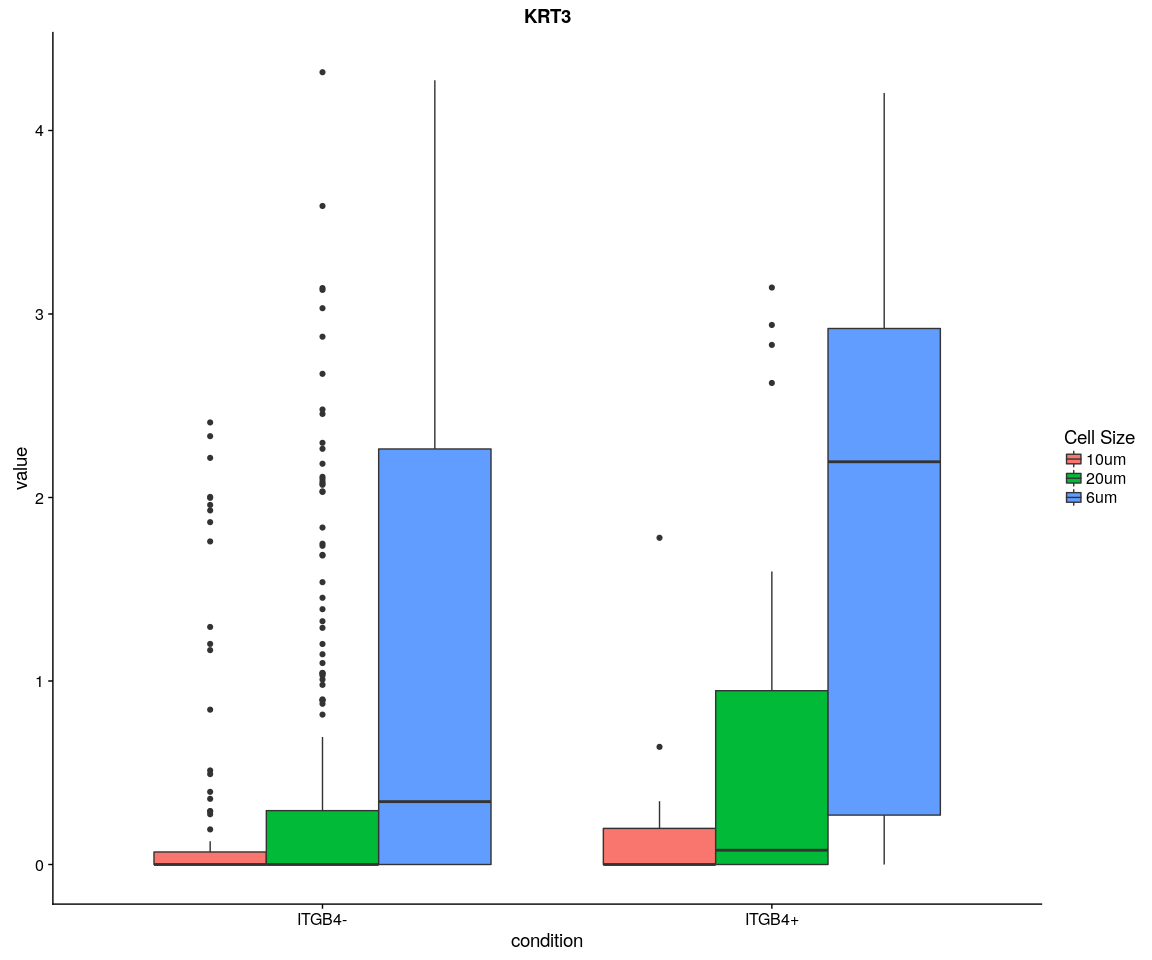 KRT3
4
3
2
1
0
value
ITGB4-
ITGB4+
condition
Cell Size
10um
20um
6um